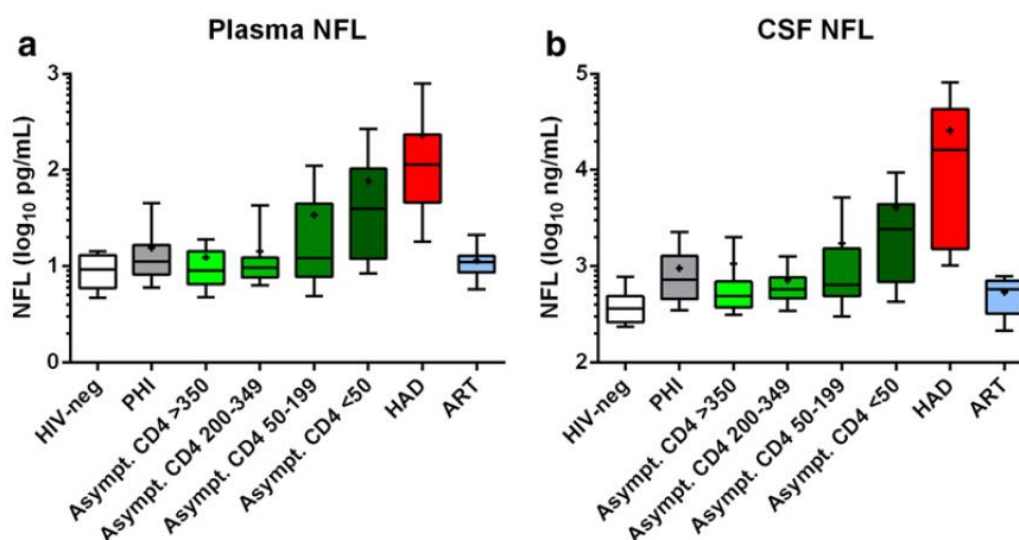 a
Plasma NFL
NFL (log10 pg/mL)
3
2
1
0
HIV-neg
PHI
Asympt. CD4 >350
Asympt. CD4 200-349
Asympt. CD4 50-199
Asympt. CD4 <50
HAD
ART
b
CSF NFL
NFL (log10 ng/mL)
5
4
3
2
HIV-neg
PHI
Asympt. CD4 >350
Asympt. CD4 200-349
Asympt. CD4 50-199
Asympt. CD4 <50
HAD
ART